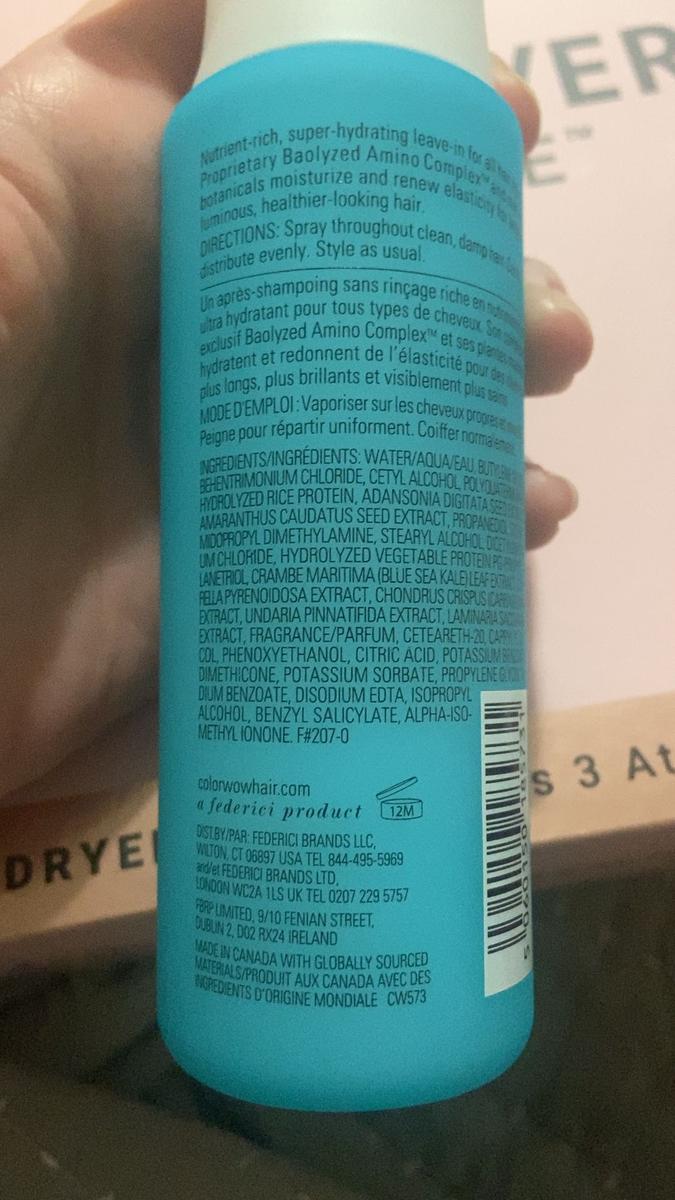 VER
E™
Nutrient-rich, super-hydrating leave-in for all
Proprietary Baolyzed Amino Complex™ and
botanicals moisturize and renew elasticity
luminous, healthier-looking hair.
DIRECTIONS: Spray throughout clean, damp hair.
distribute evenly. Style as usual.
Un après-shampoing sans rinçage riche en
ultra hydratant pour tous types de cheveux. Son
exclusif Baolyzed Amino Complex™ et ses plantes
hydratent et redonnent de l'élasticité pour des
plus longs, plus brillants et visiblement plus sains
MODE D'EMPLOI : Vaporiser sur les cheveux propres et
Peigne pour répartir uniforment. Coiffer normalement.
INGREDIENTS/INGRÉDIENTS: WATER/AQUA/EAU,
BEHENTRIMONIUM CHLORIDE, CETYL ALCOHOL,
HYDROLYZED RICE PROTEIN, ADANSONIA DIGITATA SEED
AMARANTHUS CAUDATUS SEED EXTRACT,
MIDOPROPYL DIMETHYLAMINE, STEARYL ALCOHOL,
UM CHLORIDE, HYDROLYZED VEGETABLE PROTEIN
LANETRIOL, CRAMBE MARITIMA (BLUE SEA KALE) LEAF
RELLA PYRENOIDOSA EXTRACT, CHONDRUS CRISPUS
EXTRACT, UNDARIA PINNATIFIDA EXTRACT, LAMINARIA
EXTRACT, FRAGRANCE/PARFUM, CETEARETH-20,
COL, PHENOXYETHANOL, CITRIC ACID, POTASSIUM
DIMETHICONE, POTASSIUM SORBATE, PROPYLENE
DIUM BENZOATE, DISODIUM EDTA, ISOPROPYL
ALCOHOL, BENZYL SALICYLATE, ALPHA-ISO-
METHYL IONONE. F#207-0
colorwowhair.com
a federici product
12M
DIST.BY/PAR: FEDERICI BRANDS LLC,
WILTON, CT 06897 USA TEL 844-495-5969
and/et FEDERICI BRANDS LTD,
LONDON WC2A 1LS UK TEL 0207 229 5757
FBRP LIMITED, 9/10 FENIAN STREET,
DUBLIN 2, D02 RX24 IRELAND
MADE IN CANADA WITH GLOBALLY SOURCED
MATERIALS/PRODUIT AUX CANADA AVEC DES
INGREDIENTS D'ORIGINE MONDIALE CW573
DRYE
s 3 At